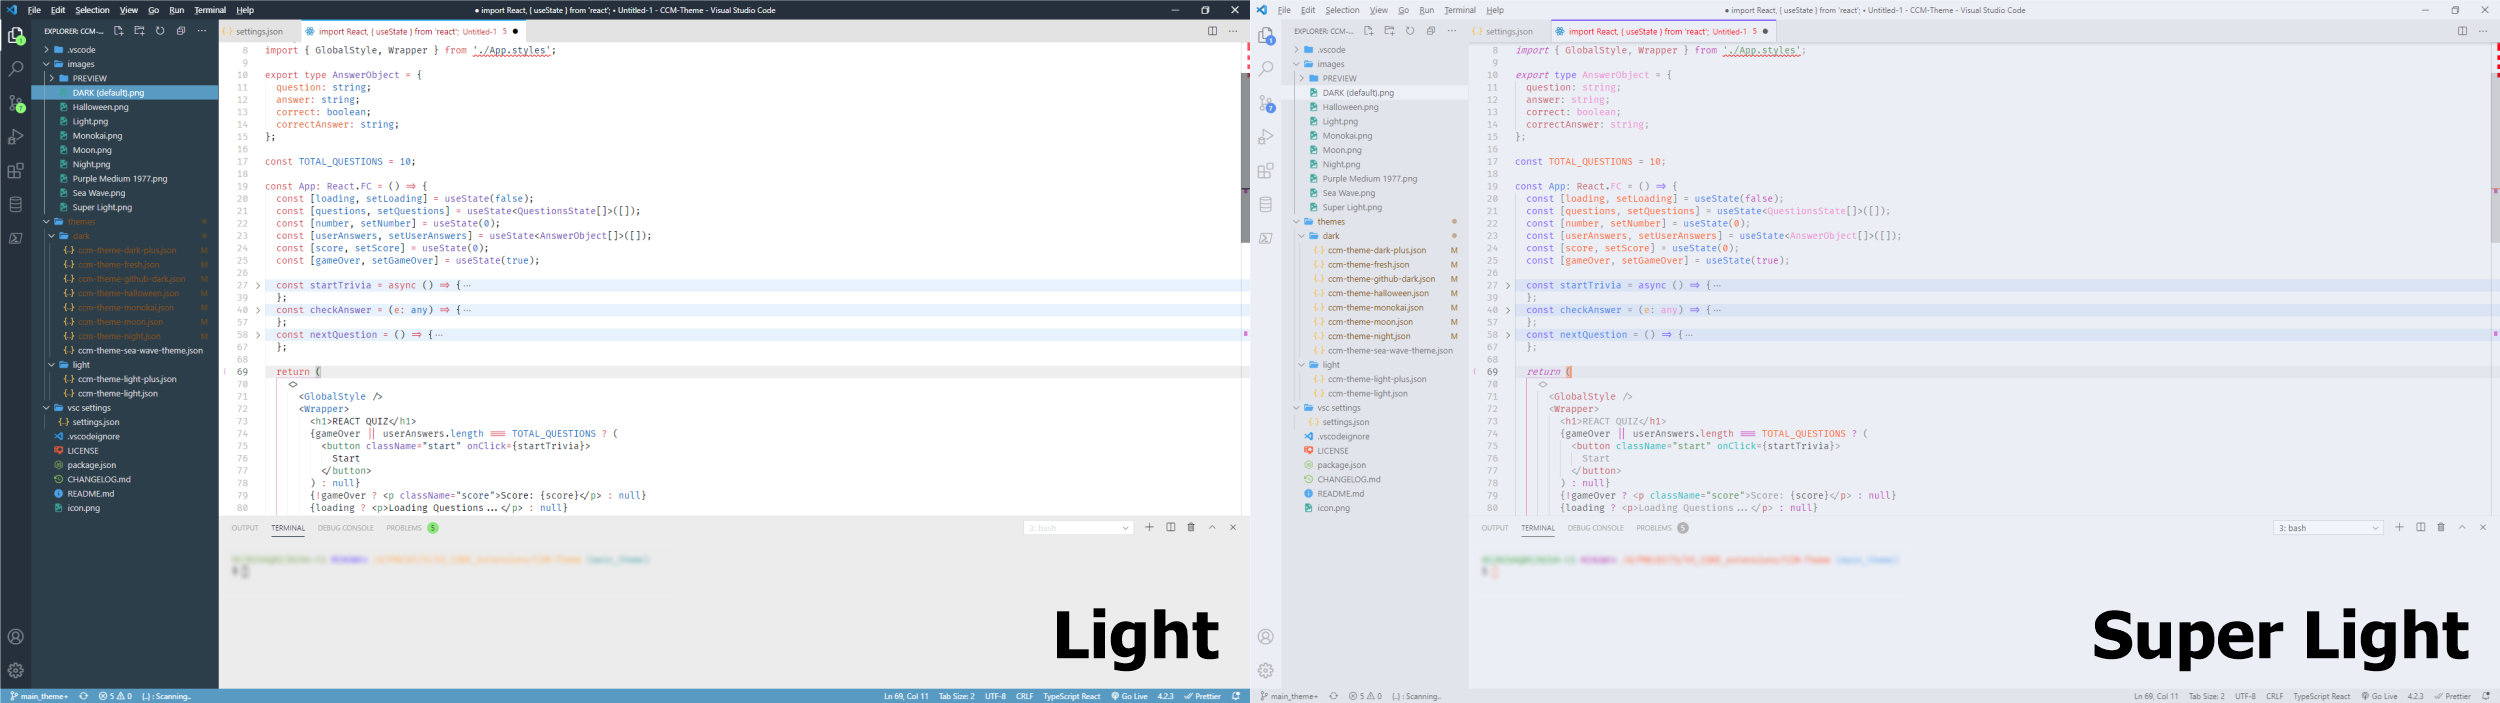 File Edit Selection View Go Run Terminal Help
● import React, { useState } from 'react'; • Untitled-1 - CCM-Theme - Visual Studio Code
EXPLORER: CCM-...
.vscode
images
PREVIEW
DARK (default).png
Halloween.png
Light.png
Monokai.png
Moon.png
Night.png
Purple Medium 1977.png
Sea Wave.png
Super Light.png
themes
dark
ccm-theme-dark-plus.json M
ccm-theme-fresh.json M
ccm-theme-github-dark.json M
ccm-theme-halloween.json M
ccm-theme-monokai.json M
ccm-theme-moon.json M
ccm-theme-night.json M
ccm-theme-sea-wave-theme.json
light
ccm-theme-light-plus.json
ccm-theme-light.json
vsc settings
settings.json
.vscodeignore
LICENSE
package.json
CHANGELOG.md
README.md
icon.png
settings.json
import React, { useState } from 'react'; Untitled-1 5 ●
8 import { GlobalStyle, Wrapper } from './App.styles';
9
10 export type AnswerObject = {
11 question: string;
12 answer: string;
13 correct: boolean;
14 correctAnswer: string;
15 };
16
17 const TOTAL_QUESTIONS = 10;
18
19 const App: React.FC = () => {
20 const [loading, setLoading] = useState(false);
21 const [questions, setQuestions] = useState<QuestionsState[]>([]);
22 const [number, setNumber] = useState(0);
23 const [userAnswers, setUserAnswers] = useState<AnswerObject[]>([]);
24 const [score, setScore] = useState(0);
25 const [gameOver, setGameOver] = useState(true);
26
27 const startTrivia = async () => {...
39 };
40 const checkAnswer = (e: any) => {...
57 };
58 const nextQuestion = () => {...
67 };
68
69 return (
70 <>
71 <GlobalStyle />
72 <Wrapper>
73 <h1>REACT QUIZ</h1>
74 {gameOver || userAnswers.length === TOTAL_QUESTIONS ? (
75 <button className="start" onClick={startTrivia}>
76 Start
77 </button>
78 ) : null}
79 {!gameOver ? <p className="score">Score: {score}</p> : null}
80 {loading ? <p>Loading Questions...</p> : null}
OUTPUT TERMINAL DEBUG CONSOLE PROBLEMS 5
3: bash
Light
main_theme+ 5 0 {..} : Scanning..
Ln 69, Col 11 Tab Size: 2 UTF-8 CRLF TypeScript React Go Live 4.2.3 Prettier
File Edit Selection View Go Run Terminal Help
● import React, { useState } from 'react'; • Untitled-1 - CCM-Theme - Visual Studio Code
EXPLORER: CCM-...
.vscode
images
PREVIEW
DARK (default).png
Halloween.png
Light.png
Monokai.png
Moon.png
Night.png
Purple Medium 1977.png
Sea Wave.png
Super Light.png
themes
dark
ccm-theme-dark-plus.json M
ccm-theme-fresh.json M
ccm-theme-github-dark.json M
ccm-theme-halloween.json M
ccm-theme-monokai.json M
ccm-theme-moon.json M
ccm-theme-night.json M
ccm-theme-sea-wave-theme.json
light
ccm-theme-light-plus.json
ccm-theme-light.json
vsc settings
settings.json
.vscodeignore
LICENSE
package.json
CHANGELOG.md
README.md
icon.png
settings.json
import React, { useState } from 'react'; Untitled-1 5 ●
8 import { GlobalStyle, Wrapper } from './App.styles';
9
10 export type AnswerObject = {
11 question: string;
12 answer: string;
13 correct: boolean;
14 correctAnswer: string;
15 };
16
17 const TOTAL_QUESTIONS = 10;
18
19 const App: React.FC = () => {
20 const [loading, setLoading] = useState(false);
21 const [questions, setQuestions] = useState<QuestionsState[]>([]);
22 const [number, setNumber] = useState(0);
23 const [userAnswers, setUserAnswers] = useState<AnswerObject[]>([]);
24 const [score, setScore] = useState(0);
25 const [gameOver, setGameOver] = useState(true);
26
27 const startTrivia = async () => {...
39 };
40 const checkAnswer = (e: any) => {...
57 };
58 const nextQuestion = () => {...
67 };
68
69 return (
70 <>
71 <GlobalStyle />
72 <Wrapper>
73 <h1>REACT QUIZ</h1>
74 {gameOver || userAnswers.length === TOTAL_QUESTIONS ? (
75 <button className="start" onClick={startTrivia}>
76 Start
77 </button>
78 ) : null}
79 {!gameOver ? <p className="score">Score: {score}</p> : null}
80 {loading ? <p>Loading Questions...</p> : null}
OUTPUT TERMINAL DEBUG CONSOLE PROBLEMS 5
3: bash
Super Light
main_theme+ 5 0 {..} : Scanning..
Ln 69, Col 11 Tab Size: 2 UTF-8 CRLF TypeScript React Go Live 4.2.3 Prettier